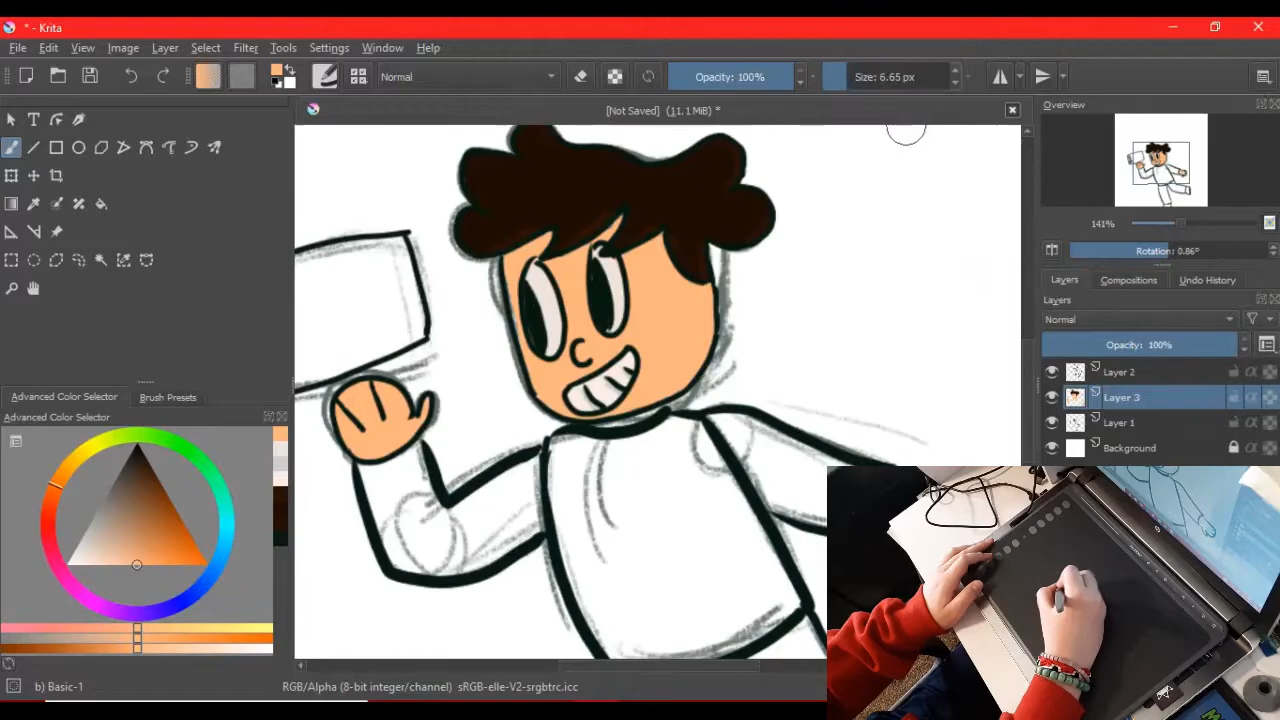 * - Krita
File Edit View Image Layer Select Filter Tools Settings Window Help
Normal Opacity: 100% Size: 6.65 px
[Not Saved] (11.1 MiB) *
Overview
141%
Rotation: 0.86°
Layers Compositions Undo History
Layers
Normal
Opacity: 100%
Layer 2
Layer 3
Layer 1
Background
Advanced Color Selector Brush Presets
Advanced Color Selector
b) Basic-1 RGB/Alpha (8-bit integer/channel) sRGB-elle-V2-srgbtrc.icc